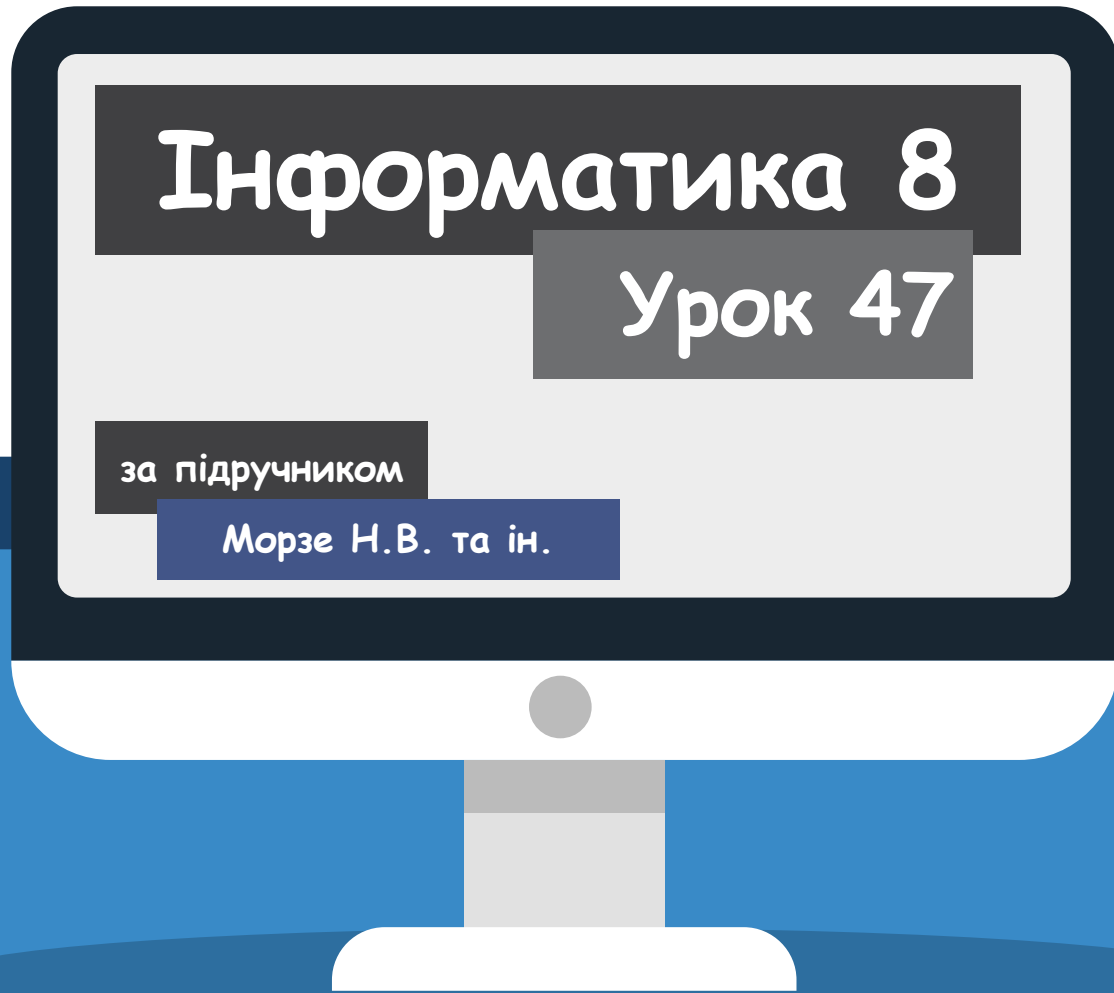 Інформатика 8
Урок 47
за підручником
Морзе Н.В. та ін.